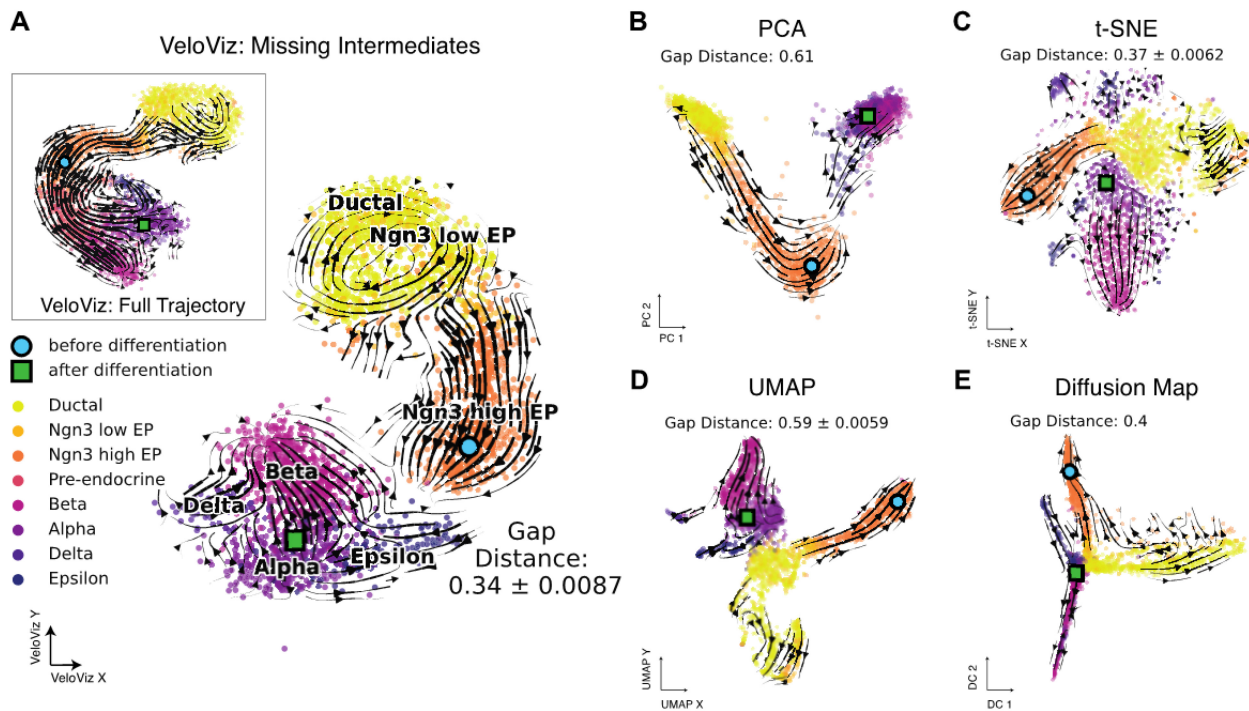 A
VeloViz: Missing Intermediates
VeloViz: Full Trajectory
before differentiation
after differentiation
Ductal
Ngn3 low EP
Ngn3 high EP
Pre-endocrine
Beta
Alpha
Delta
Epsilon
VeloViz Y
VeloViz X
Ductal
Ngn3 low EP
Ngn3 high EP
Beta
Delta
Epsilon
Alpha
Gap
Distance:
0.34 ± 0.0087
B
PCA
Gap Distance: 0.61
PC 2
PC 1
C
t-SNE
Gap Distance: 0.37 ± 0.0062
t-SNE Y
t-SNE X
D
UMAP
Gap Distance: 0.59 ± 0.0059
UMAP Y
UMAP X
E
Diffusion Map
Gap Distance: 0.4
DC 2
DC 1